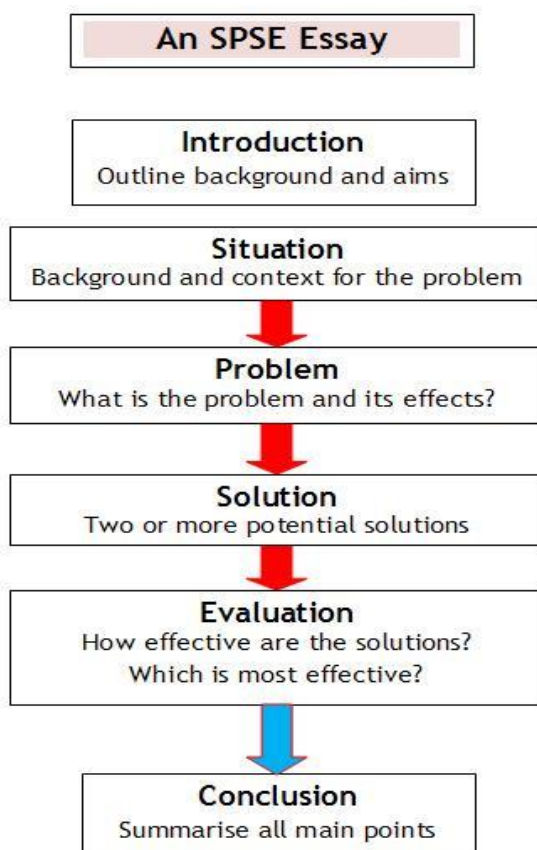 An SPSE Essay
Introduction
Outline background and aims
Situation
Background and context for the problem
Problem
What is the problem and its effects?
Solution
Two or more potential solutions
Evaluation
How effective are the solutions?
Which is most effective?
Conclusion
Summarise all main points